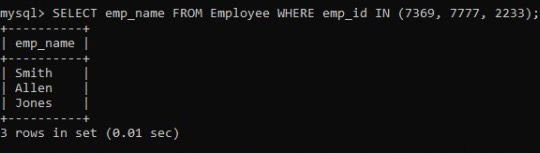 mysql> SELECT emp_name FROM Employee WHERE emp_id IN (7369, 7777, 2233);
+----------+
| emp_name |
+----------+
| Smith    |
| Allen    |
| Jones    |
+----------+
3 rows in set (0.01 sec)